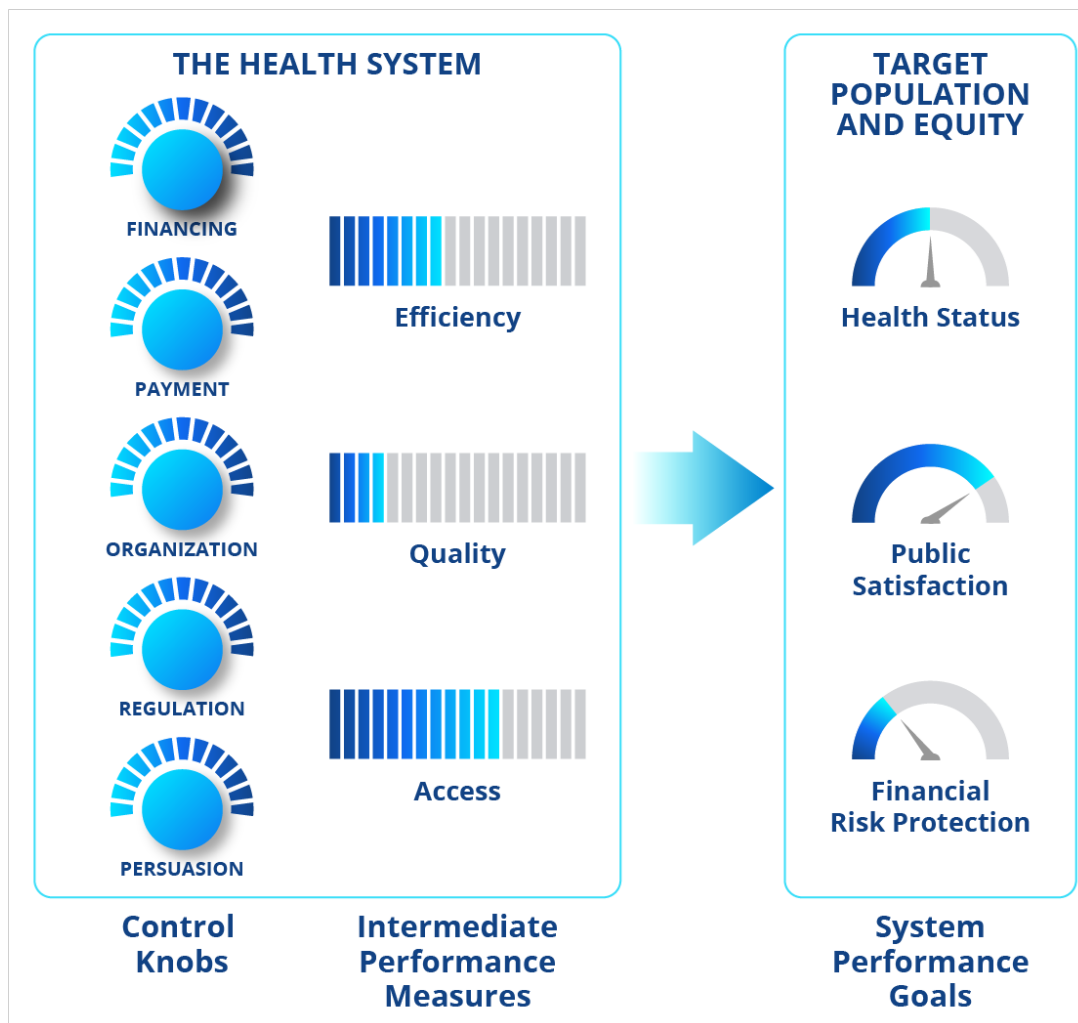 THE HEALTH SYSTEM
FINANCING
PAYMENT
ORGANIZATION
REGULATION
PERSUASION
Efficiency
Quality
Access
TARGET
POPULATION
AND EQUITY
Health Status
Public
Satisfaction
Financial
Risk Protection
Control
Knobs
Intermediate
Performance
Measures
System
Performance
Goals